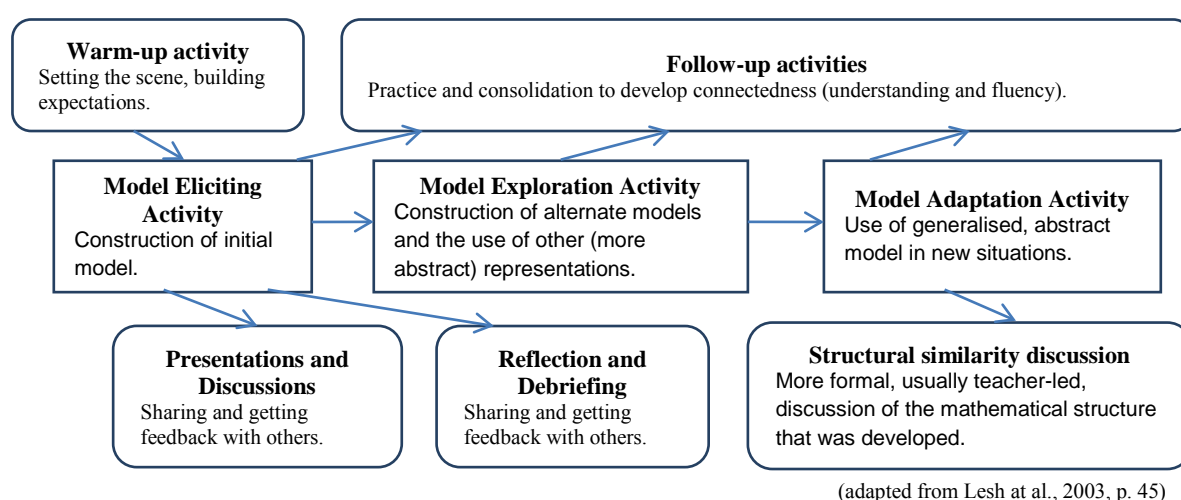 Warm-up activity
Setting the scene, building
expectations.
Follow-up activities
Practice and consolidation to develop connectedness (understanding and fluency).
Model Eliciting
Activity
Construction of initial
model.
Model Exploration Activity
Construction of alternate models
and the use of other (more
abstract) representations.
Model Adaptation Activity
Use of generalised, abstract
model in new situations.
Presentations and
Discussions
Sharing and getting
feedback with others.
Reflection and
Debriefing
Sharing and getting
feedback with others.
Structural similarity discussion
More formal, usually teacher-led,
discussion of the mathematical structure
that was developed.
(adapted from Lesh at al., 2003, p. 45)